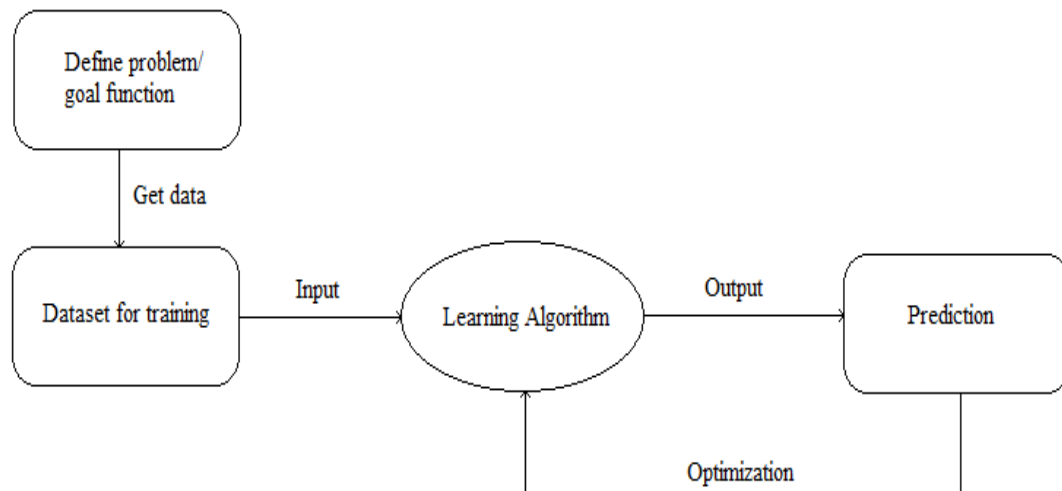 Define problem/
goal function
Get data
Dataset for training
Input
Learning Algorithm
Output
Prediction
Optimization